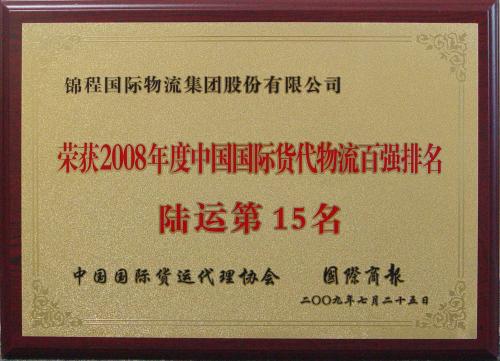 锦程国际物流集团股份有限公司
荣获2008年度中国国际货代物流百强排名
陆运第15名
中国国际货运代理协会 国际商报
二〇〇九年七月二十五日